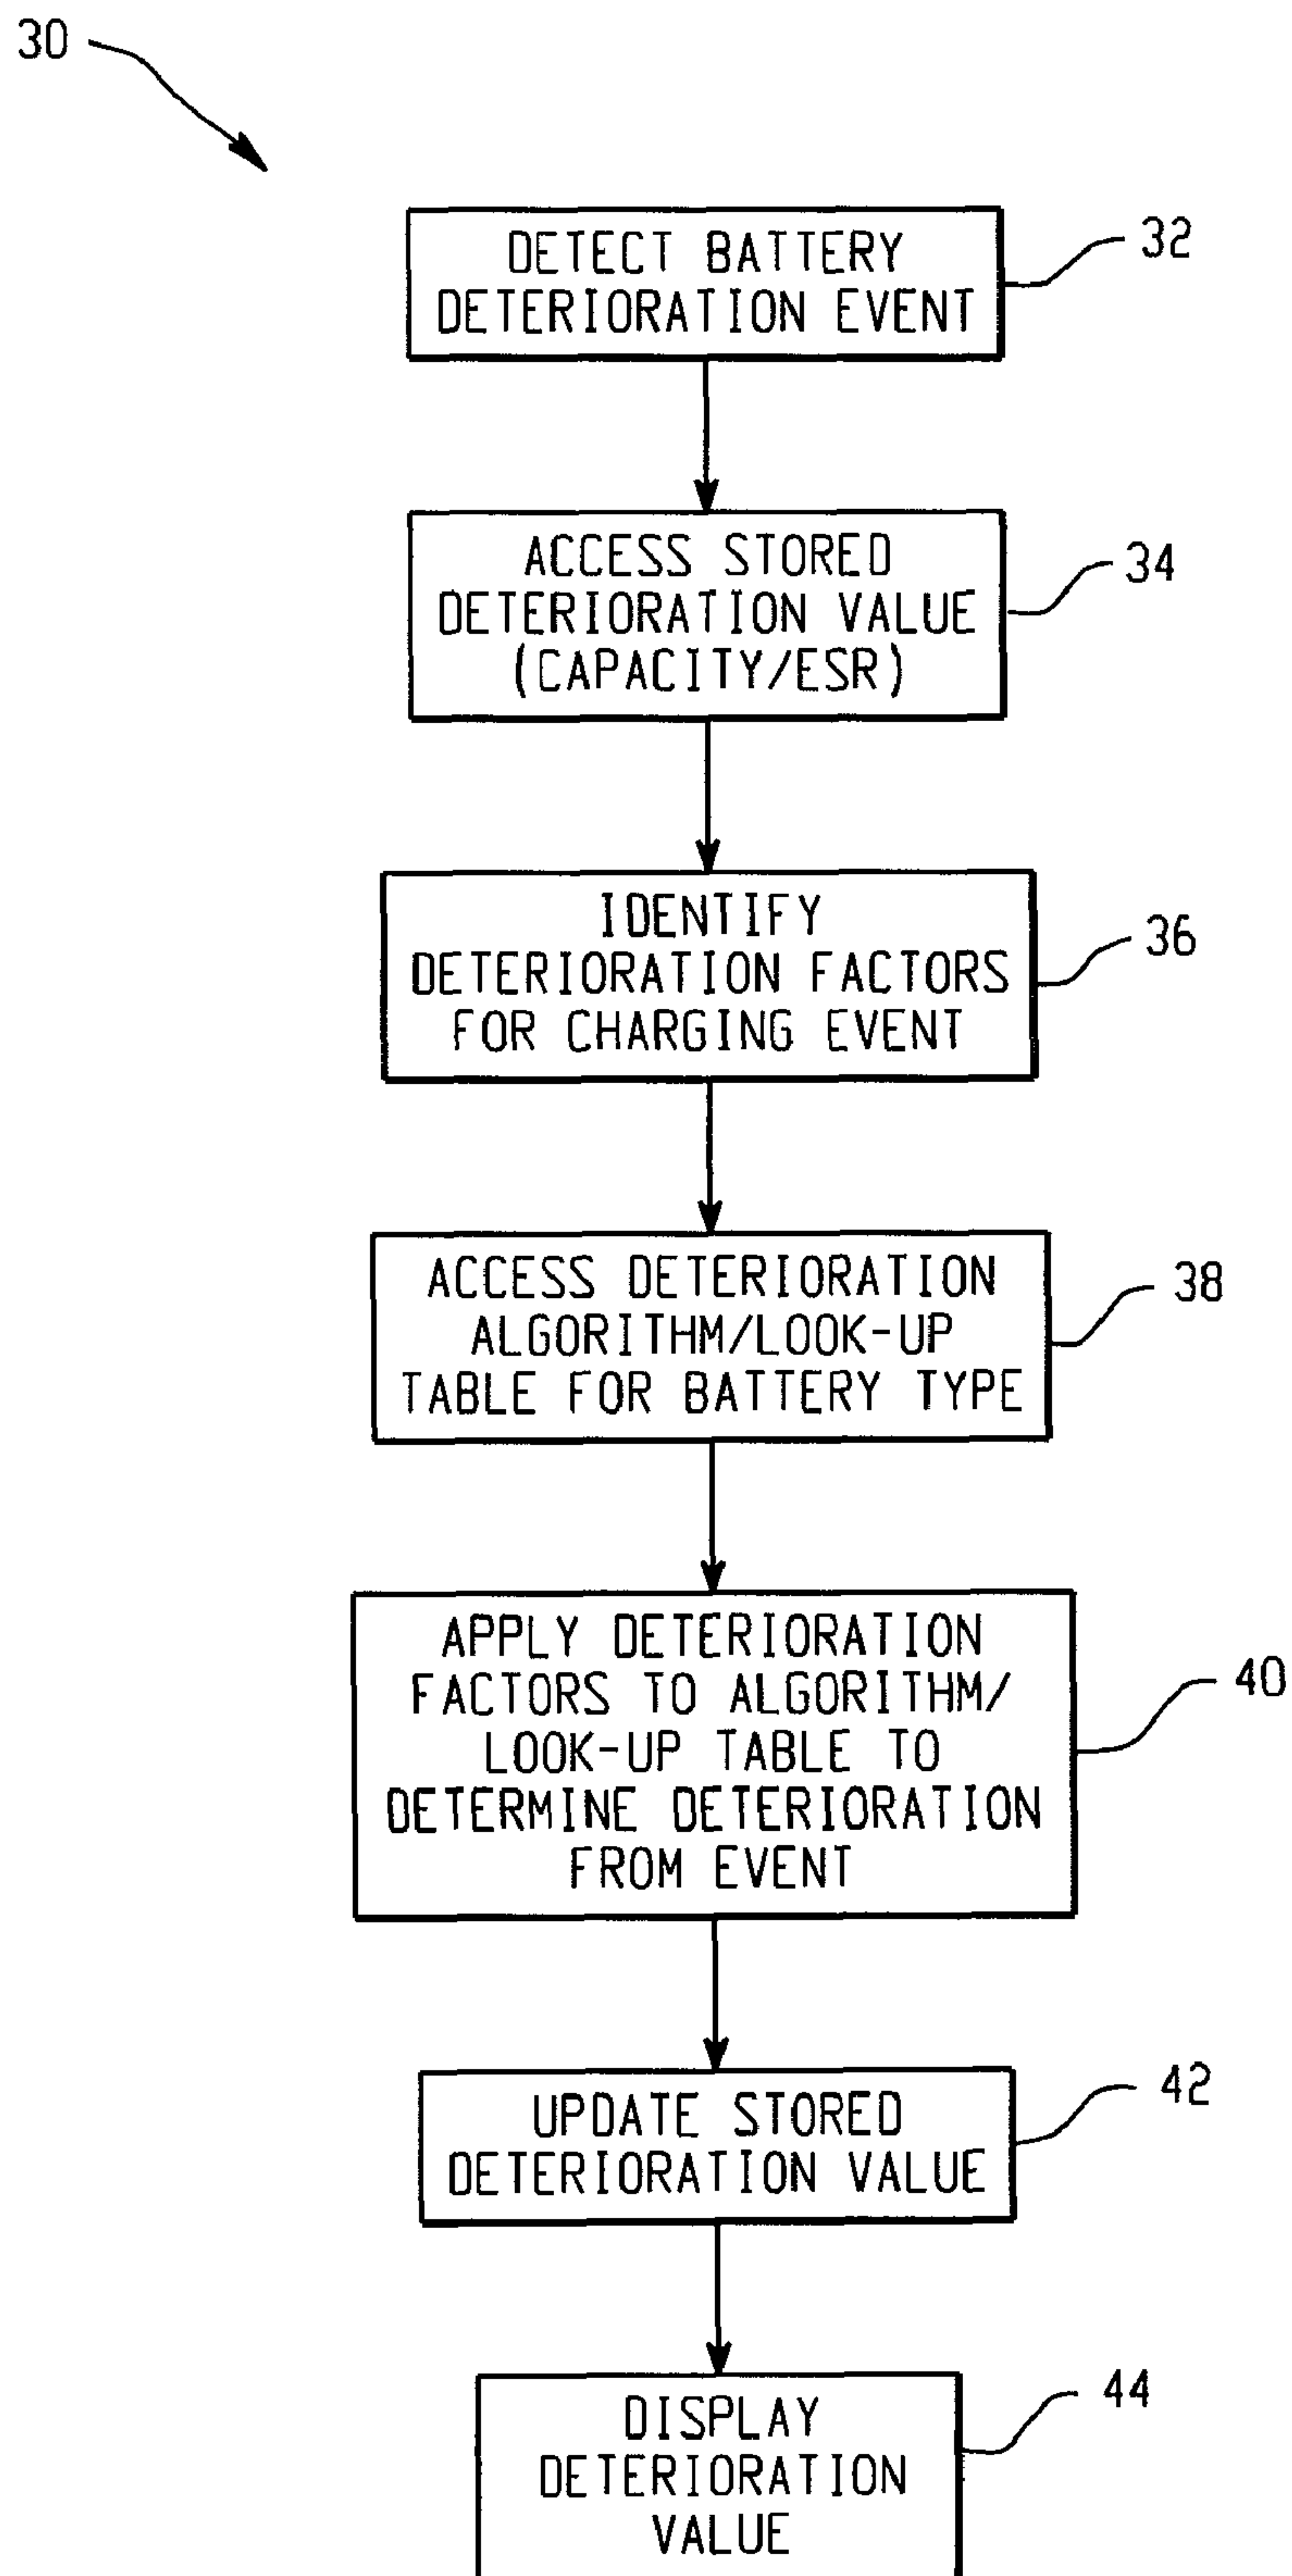 30
DETECT BATTERY
DETERIORATION EVENT
32
ACCESS STORED
DETERIORATION VALUE
(CAPACITY/ESR)
34
IDENTIFY
DETERIORATION FACTORS
FOR CHARGING EVENT
36
ACCESS DETERIORATION
ALGORITHM/LOOK-UP
TABLE FOR BATTERY TYPE
38
APPLY DETERIORATION
FACTORS TO ALGORITHM/
LOOK-UP TABLE TO
DETERMINE DETERIORATION
FROM EVENT
40
UPDATE STORED
DETERIORATION VALUE
42
DISPLAY
DETERIORATION
VALUE
44